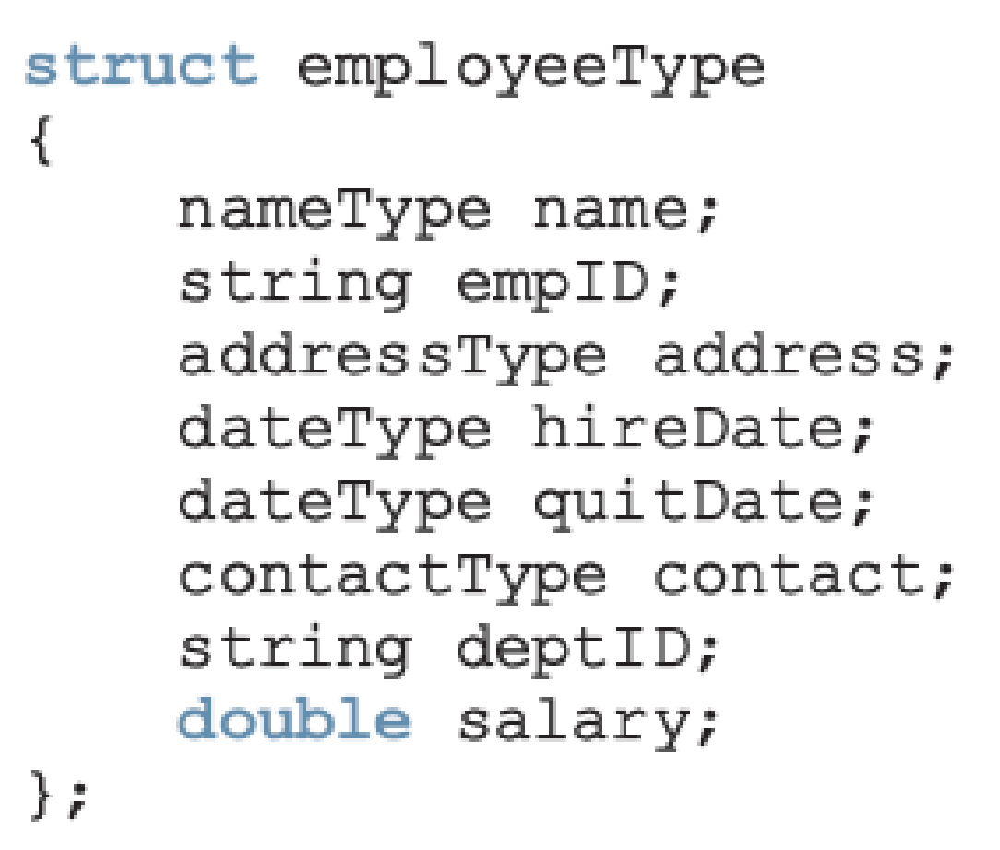 struct employeeType
{
    nameType name;
    string empID;
    addressType address;
    dateType hireDate;
    dateType quitDate;
    contactType contact;
    string deptID;
    double salary;
};